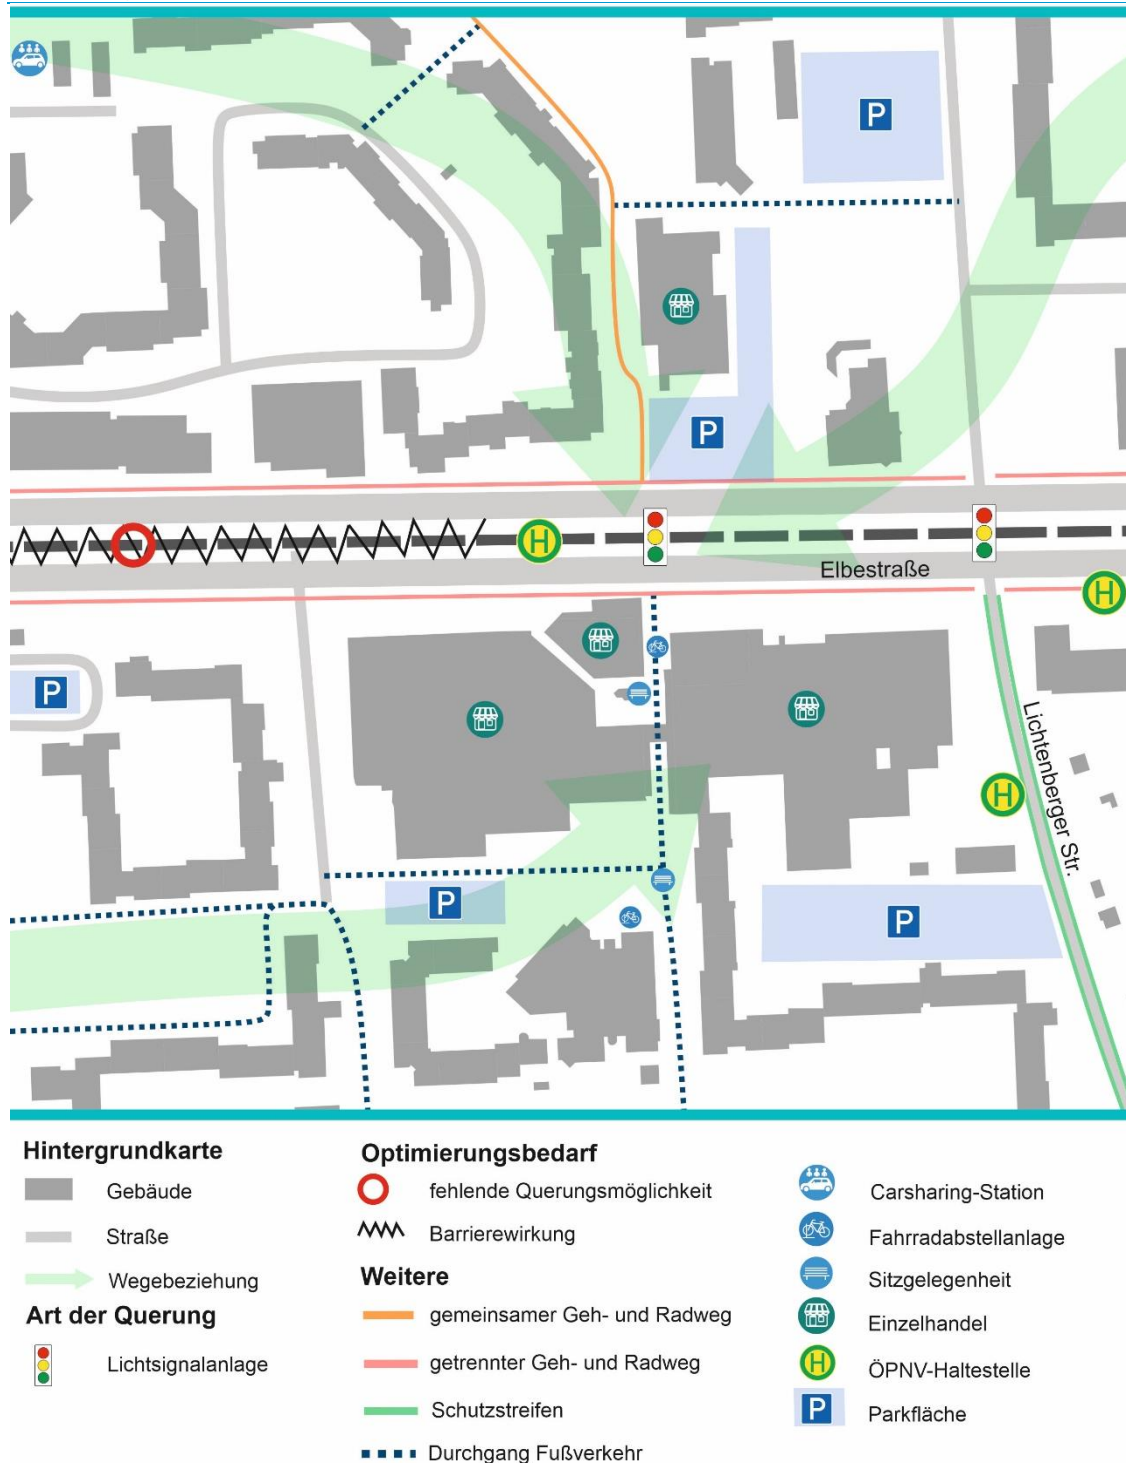 P
P
H
Elbestraße
H
P
Lichtenberger Str.
H
P
P
Hintergrundkarte
Gebäude
Straße
Wegebeziehung
Art der Querung
Lichtsignalanlage
Optimierungsbedarf
fehlende Querungsmöglichkeit
Barrierewirkung
Weitere
gemeinsamer Geh- und Radweg
getrennter Geh- und Radweg
Schutzstreifen
Durchgang Fußverkehr
Carsharing-Station
Fahrradabstellanlage
Sitzgelegenheit
Einzelhandel
H ÖPNV-Haltestelle
P Parkfläche